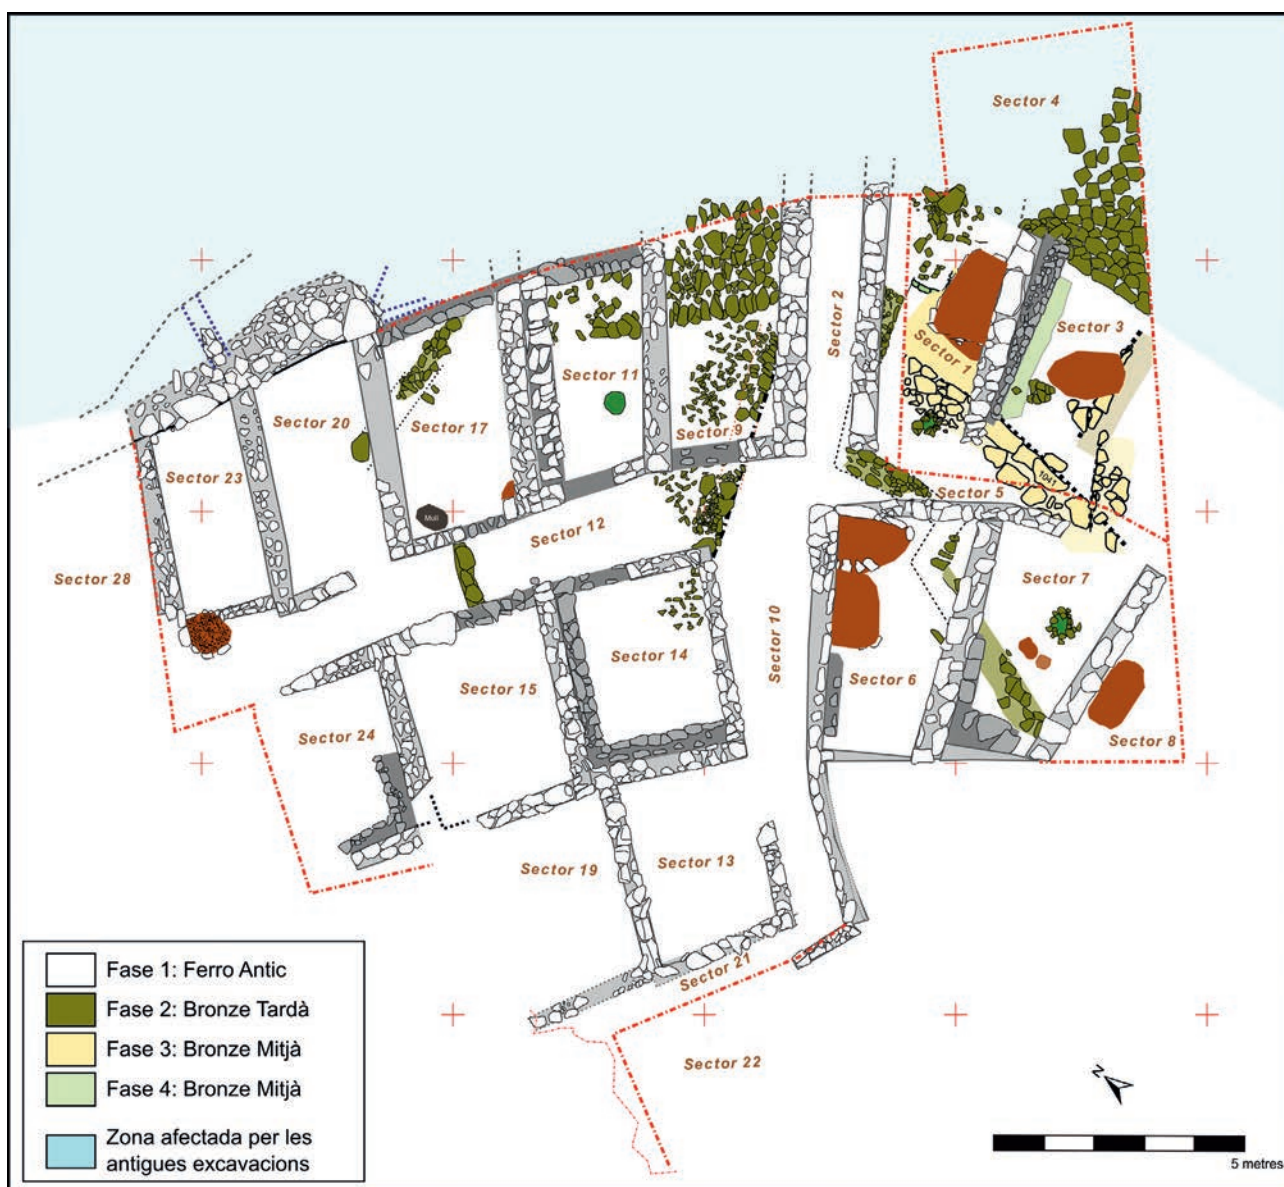 Sector 4
Sector 2
Sector 3
Sector 1
Sector 11
Sector 20
Sector 17
Sector 9
Sector 23
1041
Sector 5
Muli
Sector 12
Sector 28
Sector 7
Sector 10
Sector 14
Sector 6
Sector 15
Sector 24
Sector 8
Sector 19
Sector 13
Sector 21
Sector 22
Fase 1: Ferro Antic
Fase 2: Bronze Tardà
Fase 3: Bronze Mitjà
Fase 4: Bronze Mitjà
Zona afectada per les
antigues excavacions
N
5 metres